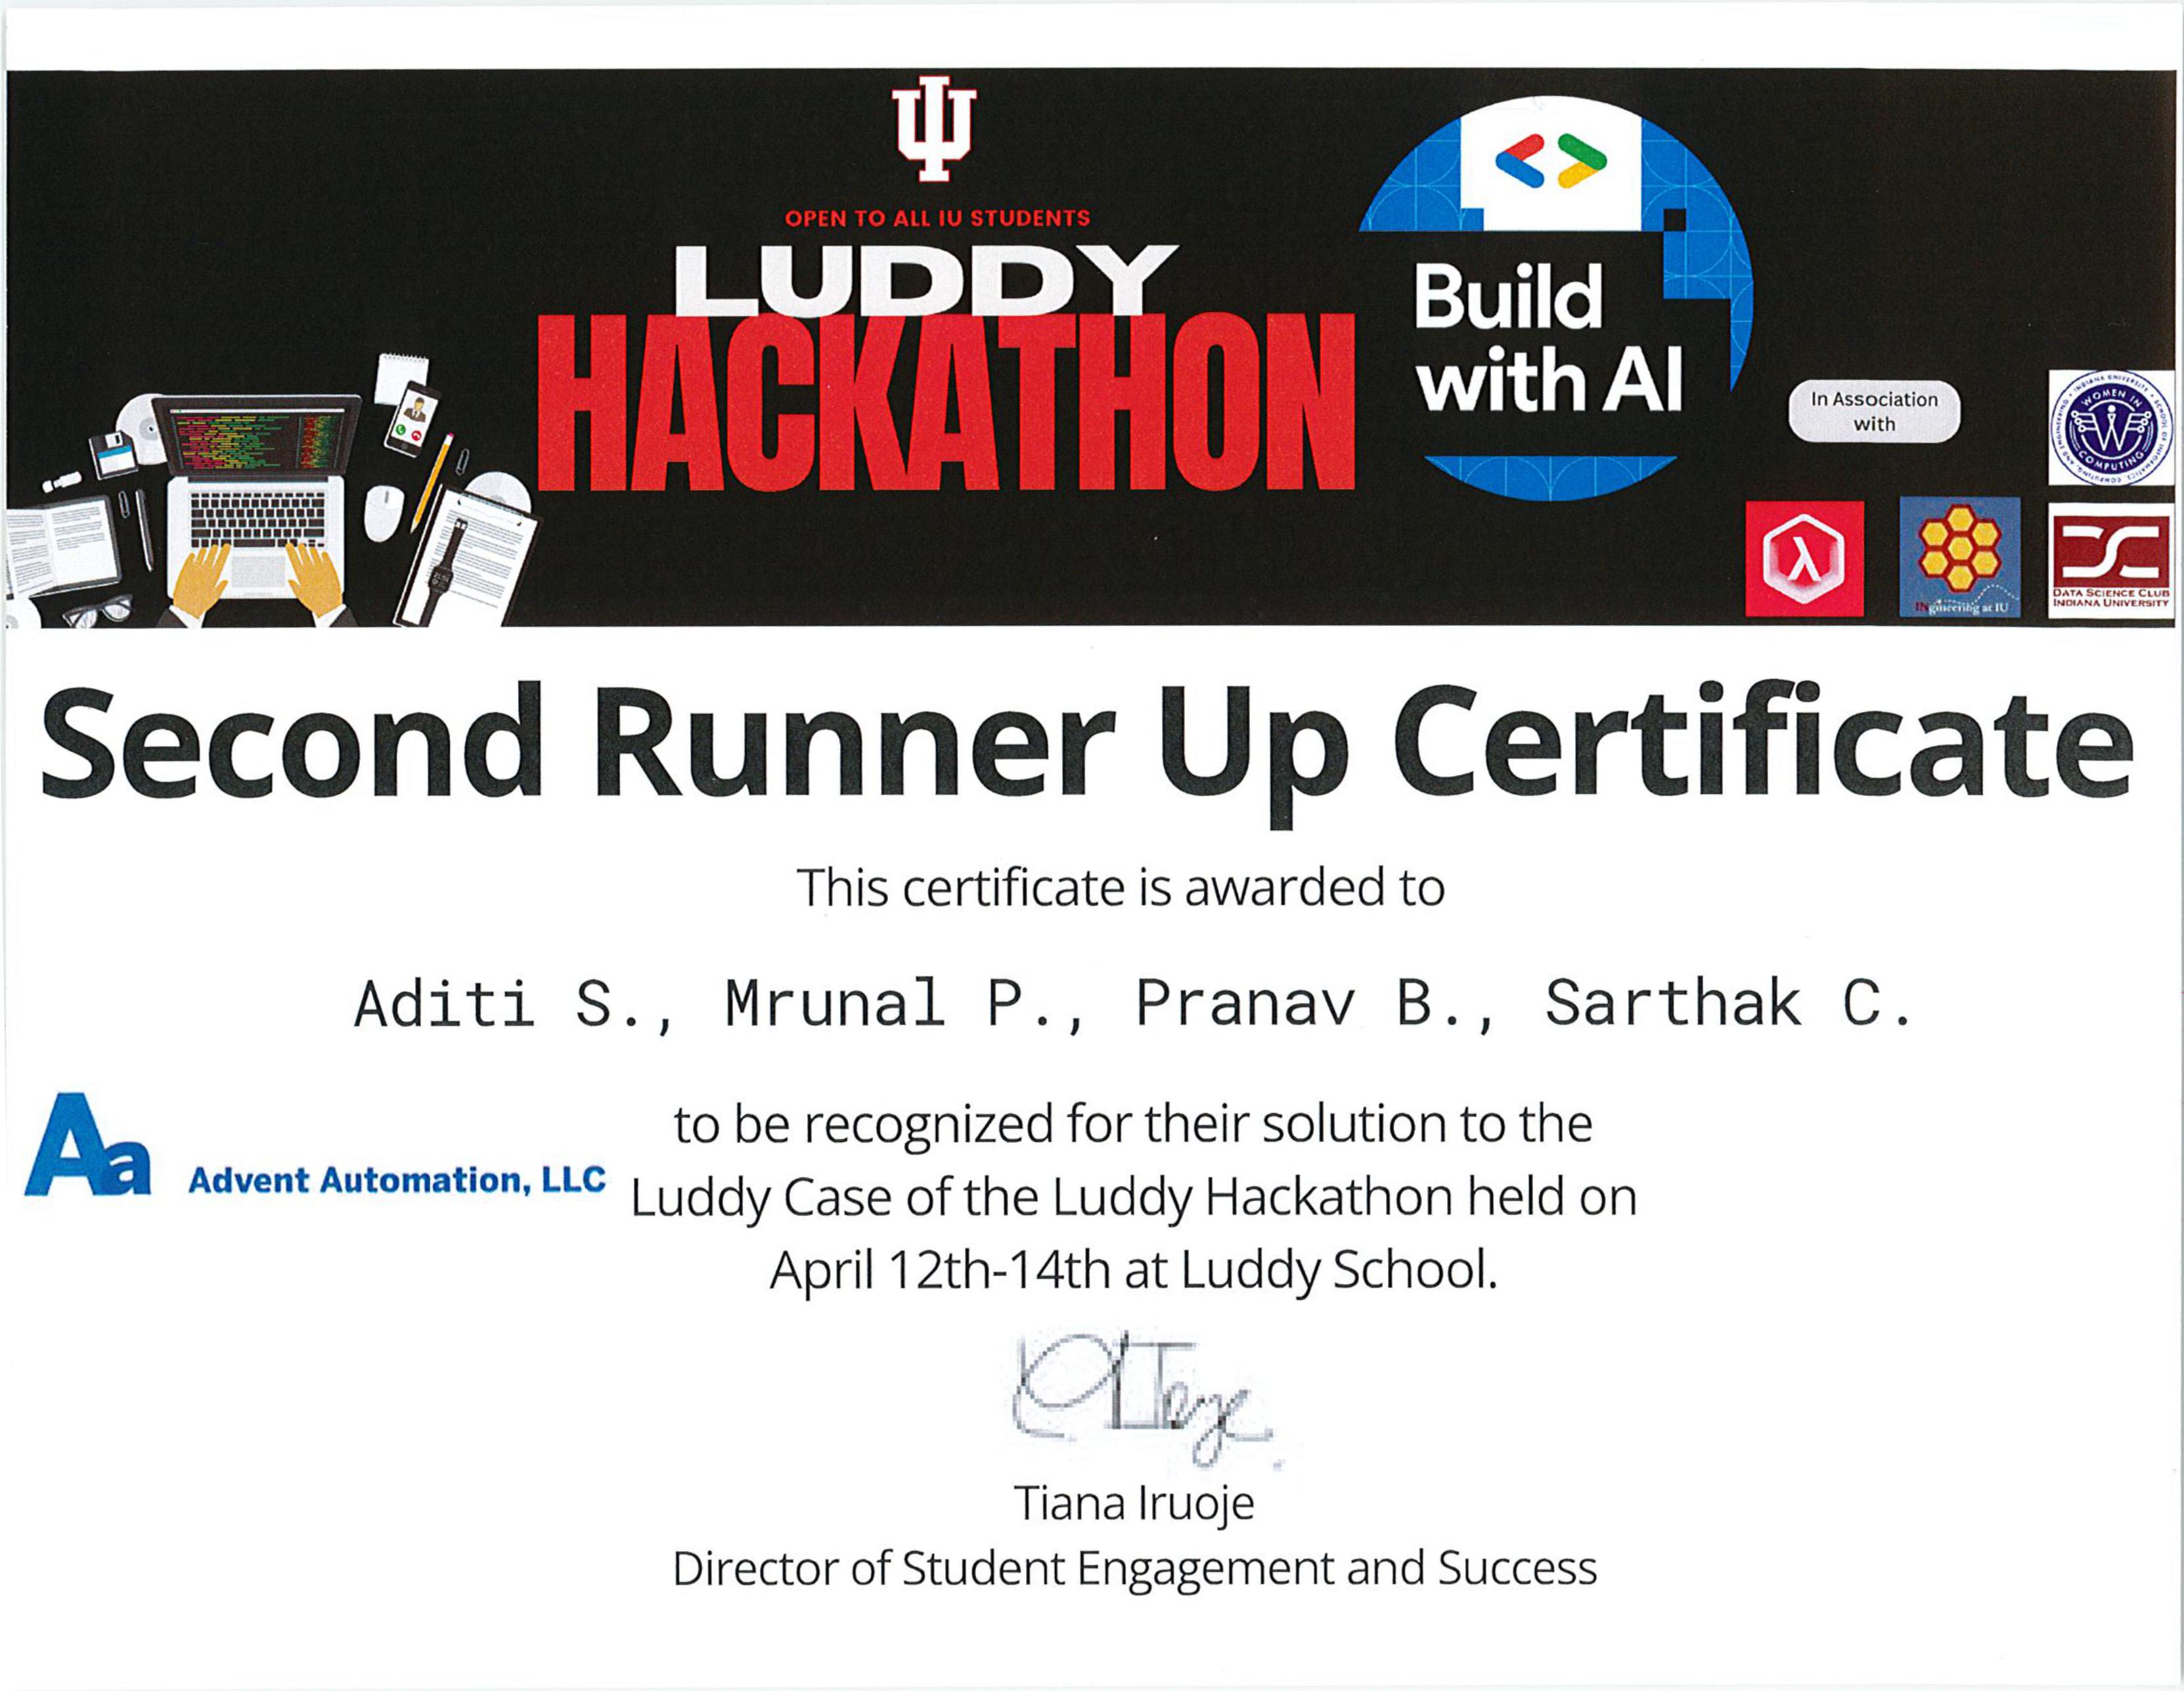 OPEN TO ALL IU STUDENTS
LUDDY
HACKATHON
Build
with AI
In Association
with
INDIANA UNIVERSITY
WOMEN IN
COMPUTING
INgineering at IU
DATA SCIENCE CLUB
INDIANA UNIVERSITY
Second Runner Up Certificate
This certificate is awarded to
Aditi S., Mrunal P., Pranav B., Sarthak C.
Aa
Advent Automation, LLC
to be recognized for their solution to the
Luddy Case of the Luddy Hackathon held on
April 12th-14th at Luddy School.
Tiana Iruoje
Director of Student Engagement and Success